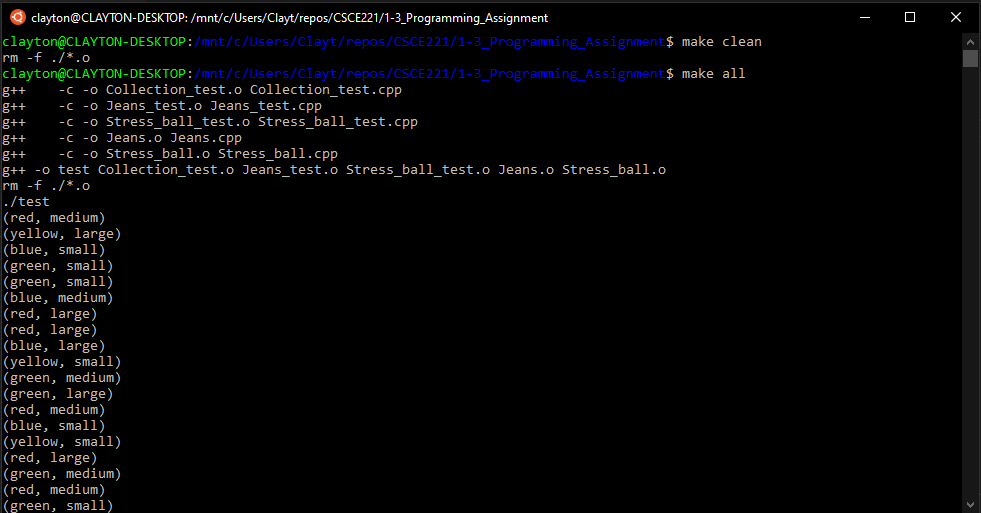 clayton@CLAYTON-DESKTOP: /mnt/c/Users/Clayt/repos/CSCE221/1-3_Programming_Assignment
clayton@CLAYTON-DESKTOP:/mnt/c/Users/Clayt/repos/CSCE221/1-3_Programming_Assignment$ make clean
rm -f ./*.o
clayton@CLAYTON-DESKTOP:/mnt/c/Users/Clayt/repos/CSCE221/1-3_Programming_Assignment$ make all
g++    -c -o Collection_test.o Collection_test.cpp
g++    -c -o Jeans_test.o Jeans_test.cpp
g++    -c -o Stress_ball_test.o Stress_ball_test.cpp
g++    -c -o Jeans.o Jeans.cpp
g++    -c -o Stress_ball.o Stress_ball.cpp
g++ -o test Collection_test.o Jeans_test.o Stress_ball_test.o Jeans.o Stress_ball.o
rm -f ./*.o
./test
(red, medium)
(yellow, large)
(blue, small)
(green, small)
(green, small)
(blue, medium)
(red, large)
(red, large)
(blue, large)
(yellow, small)
(green, medium)
(green, large)
(red, medium)
(blue, small)
(yellow, small)
(red, large)
(green, medium)
(red, medium)
(green, small)